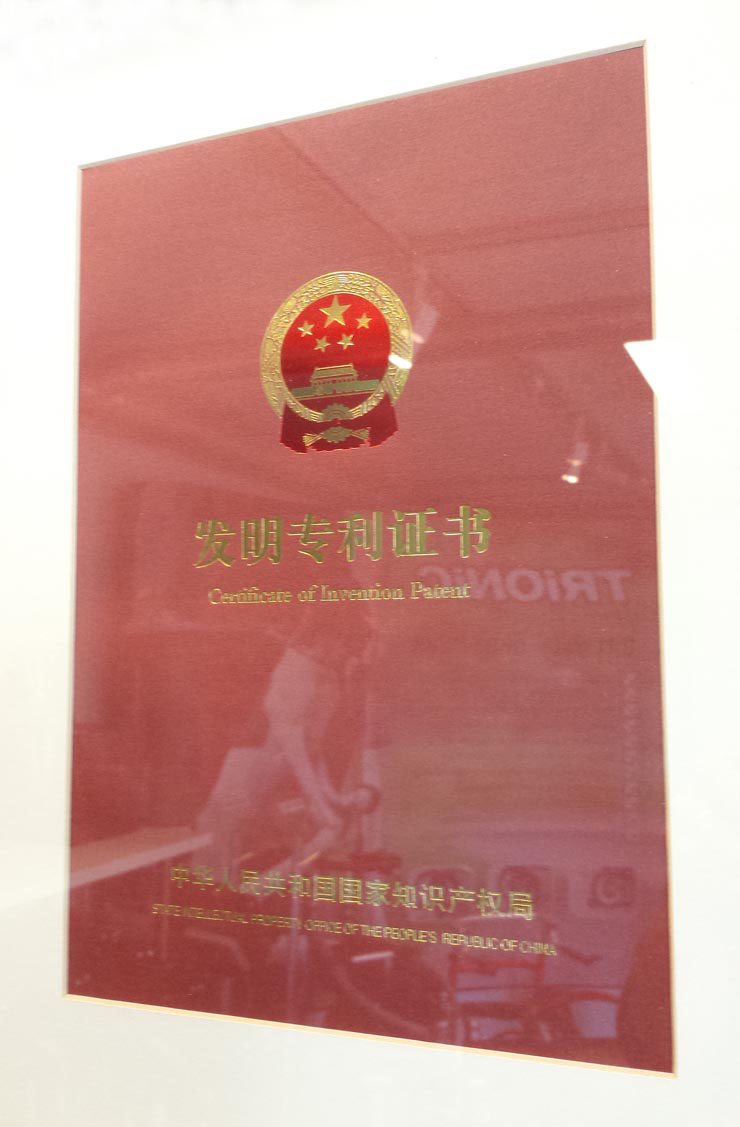 发明专利证书
Certificate of Invention Patent
TRiONiC
中华人民共和国国家知识产权局
STATE INTELLECTUAL PROPERTY OFFICE OF THE PEOPLE'S REPUBLIC OF CHINA